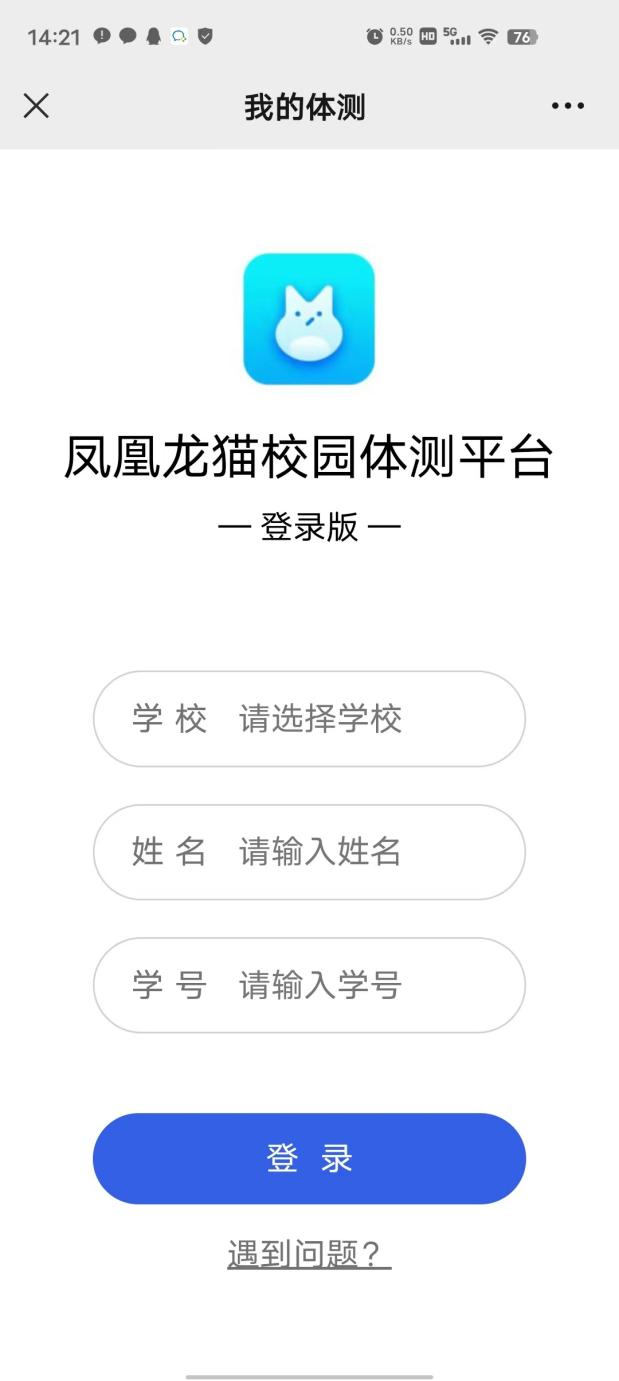 14:21 0.50 KB/s HD 5G 76
我的体测
凤凰龙猫校园体测平台
— 登录版 —
学 校 请选择学校
姓 名 请输入姓名
学 号 请输入学号
登 录
遇到问题？